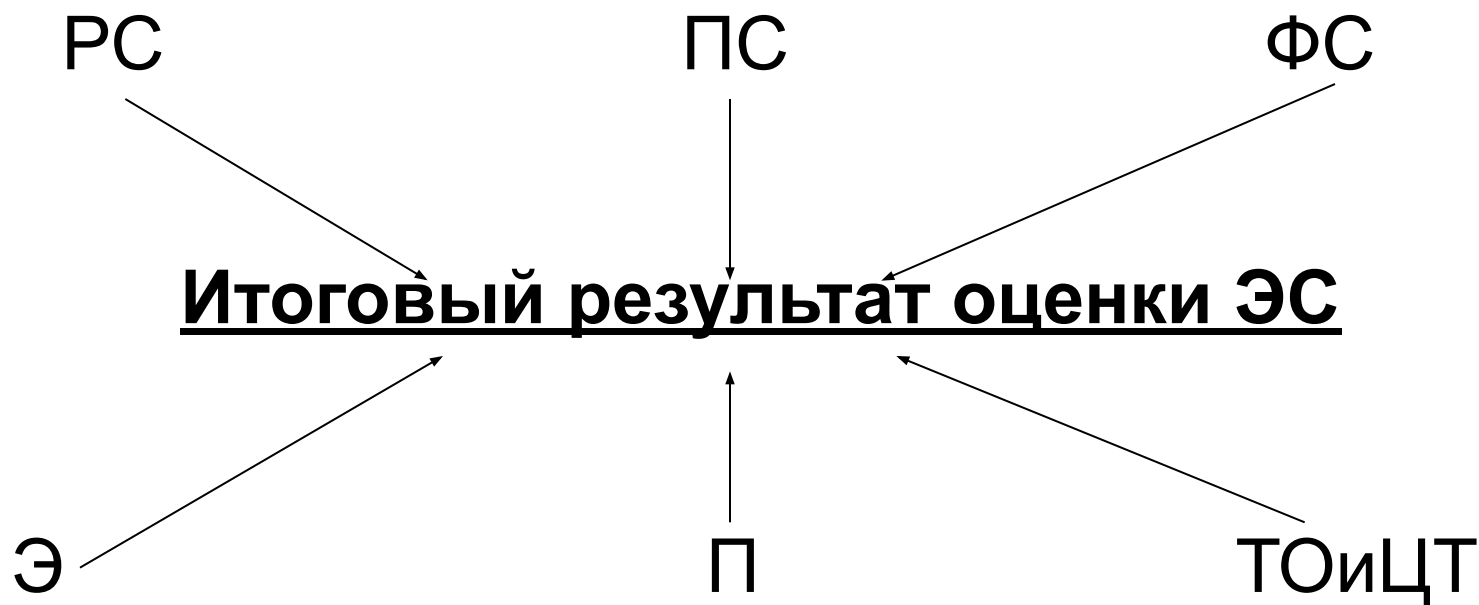 РС ПС ФС
Итоговый результат оценки ЭС
Э П ТОиЦТ